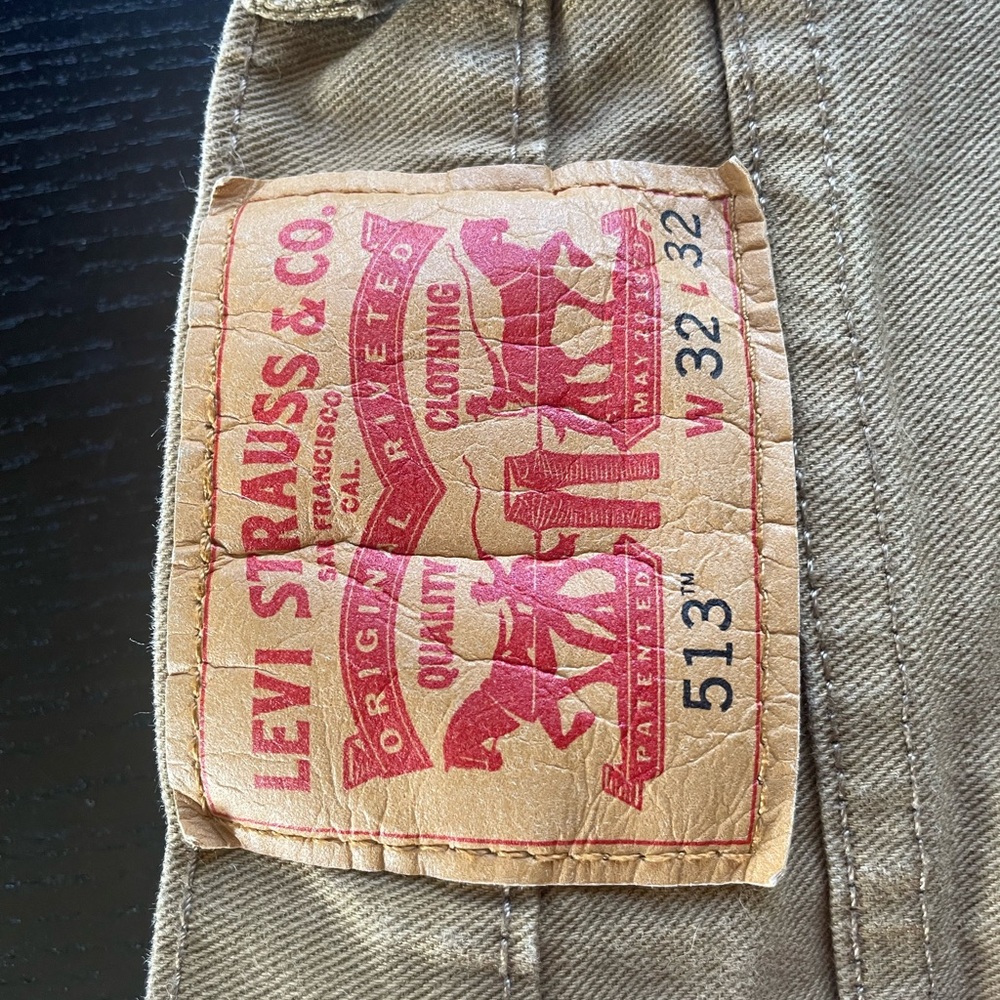 LEVI STRAUSS & CO.
SAN FRANCISCO
CAL.
ORIGINAL RIVETED
QUALITY CLOTHING
PATENTED MAY 20 1873.
513™ W 32 L 32